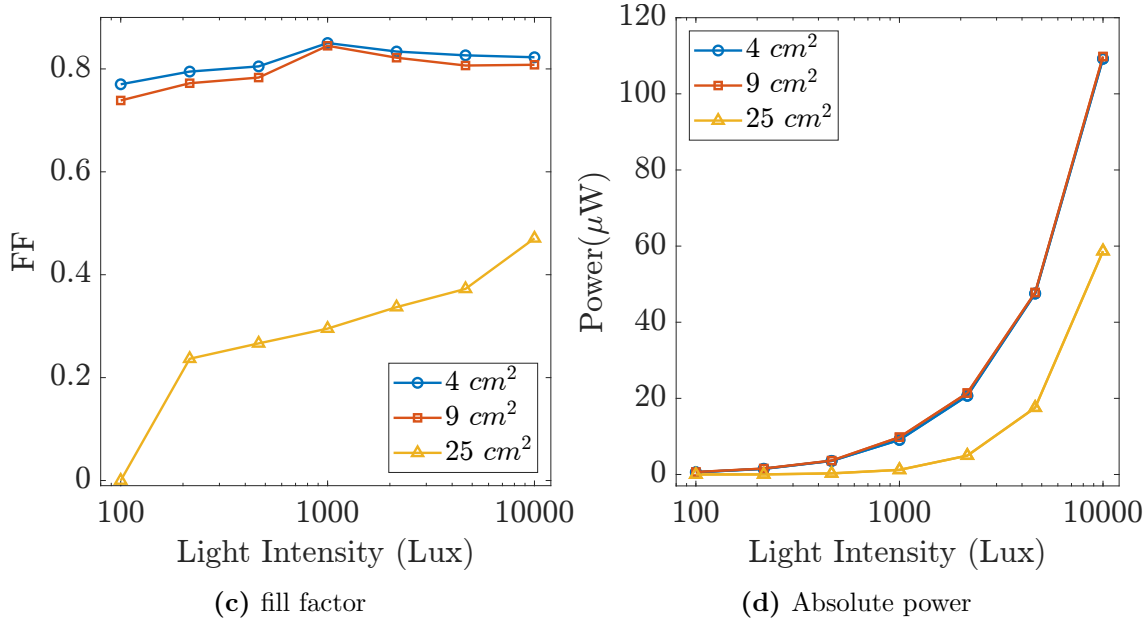 0.8
0.6
0.4
0.2
0
FF
100
1000
10000
Light Intensity (Lux)
4 cm²
9 cm²
25 cm²
(c) fill factor
120
100
80
60
40
20
0
Power(μW)
100
1000
10000
Light Intensity (Lux)
4 cm²
9 cm²
25 cm²
(d) Absolute power